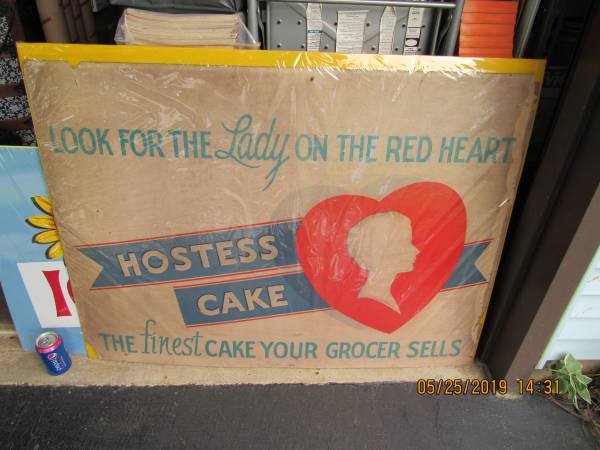 LOOK FOR THE Lady ON THE RED HEART
HOSTESS
CAKE
THE finest CAKE YOUR GROCER SELLS
05/25/2019 14:31